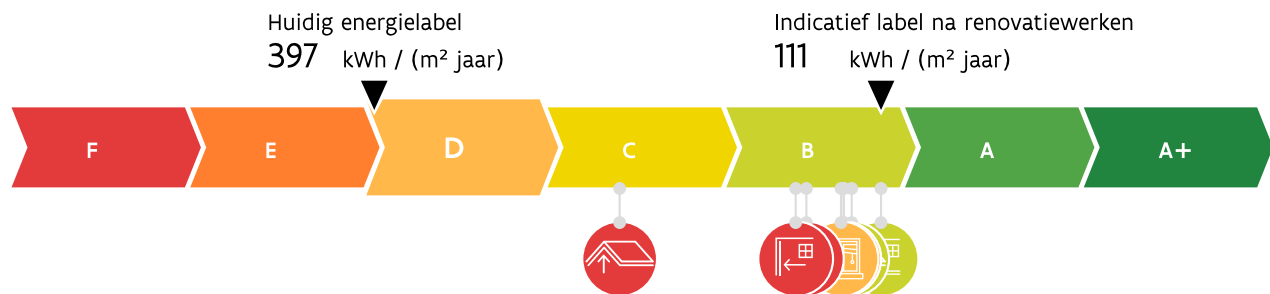 Huidig energielabel
397 kWh / (m² jaar)
Indicatief label na renovatiewerken
111 kWh / (m² jaar)
F E D C B A A+